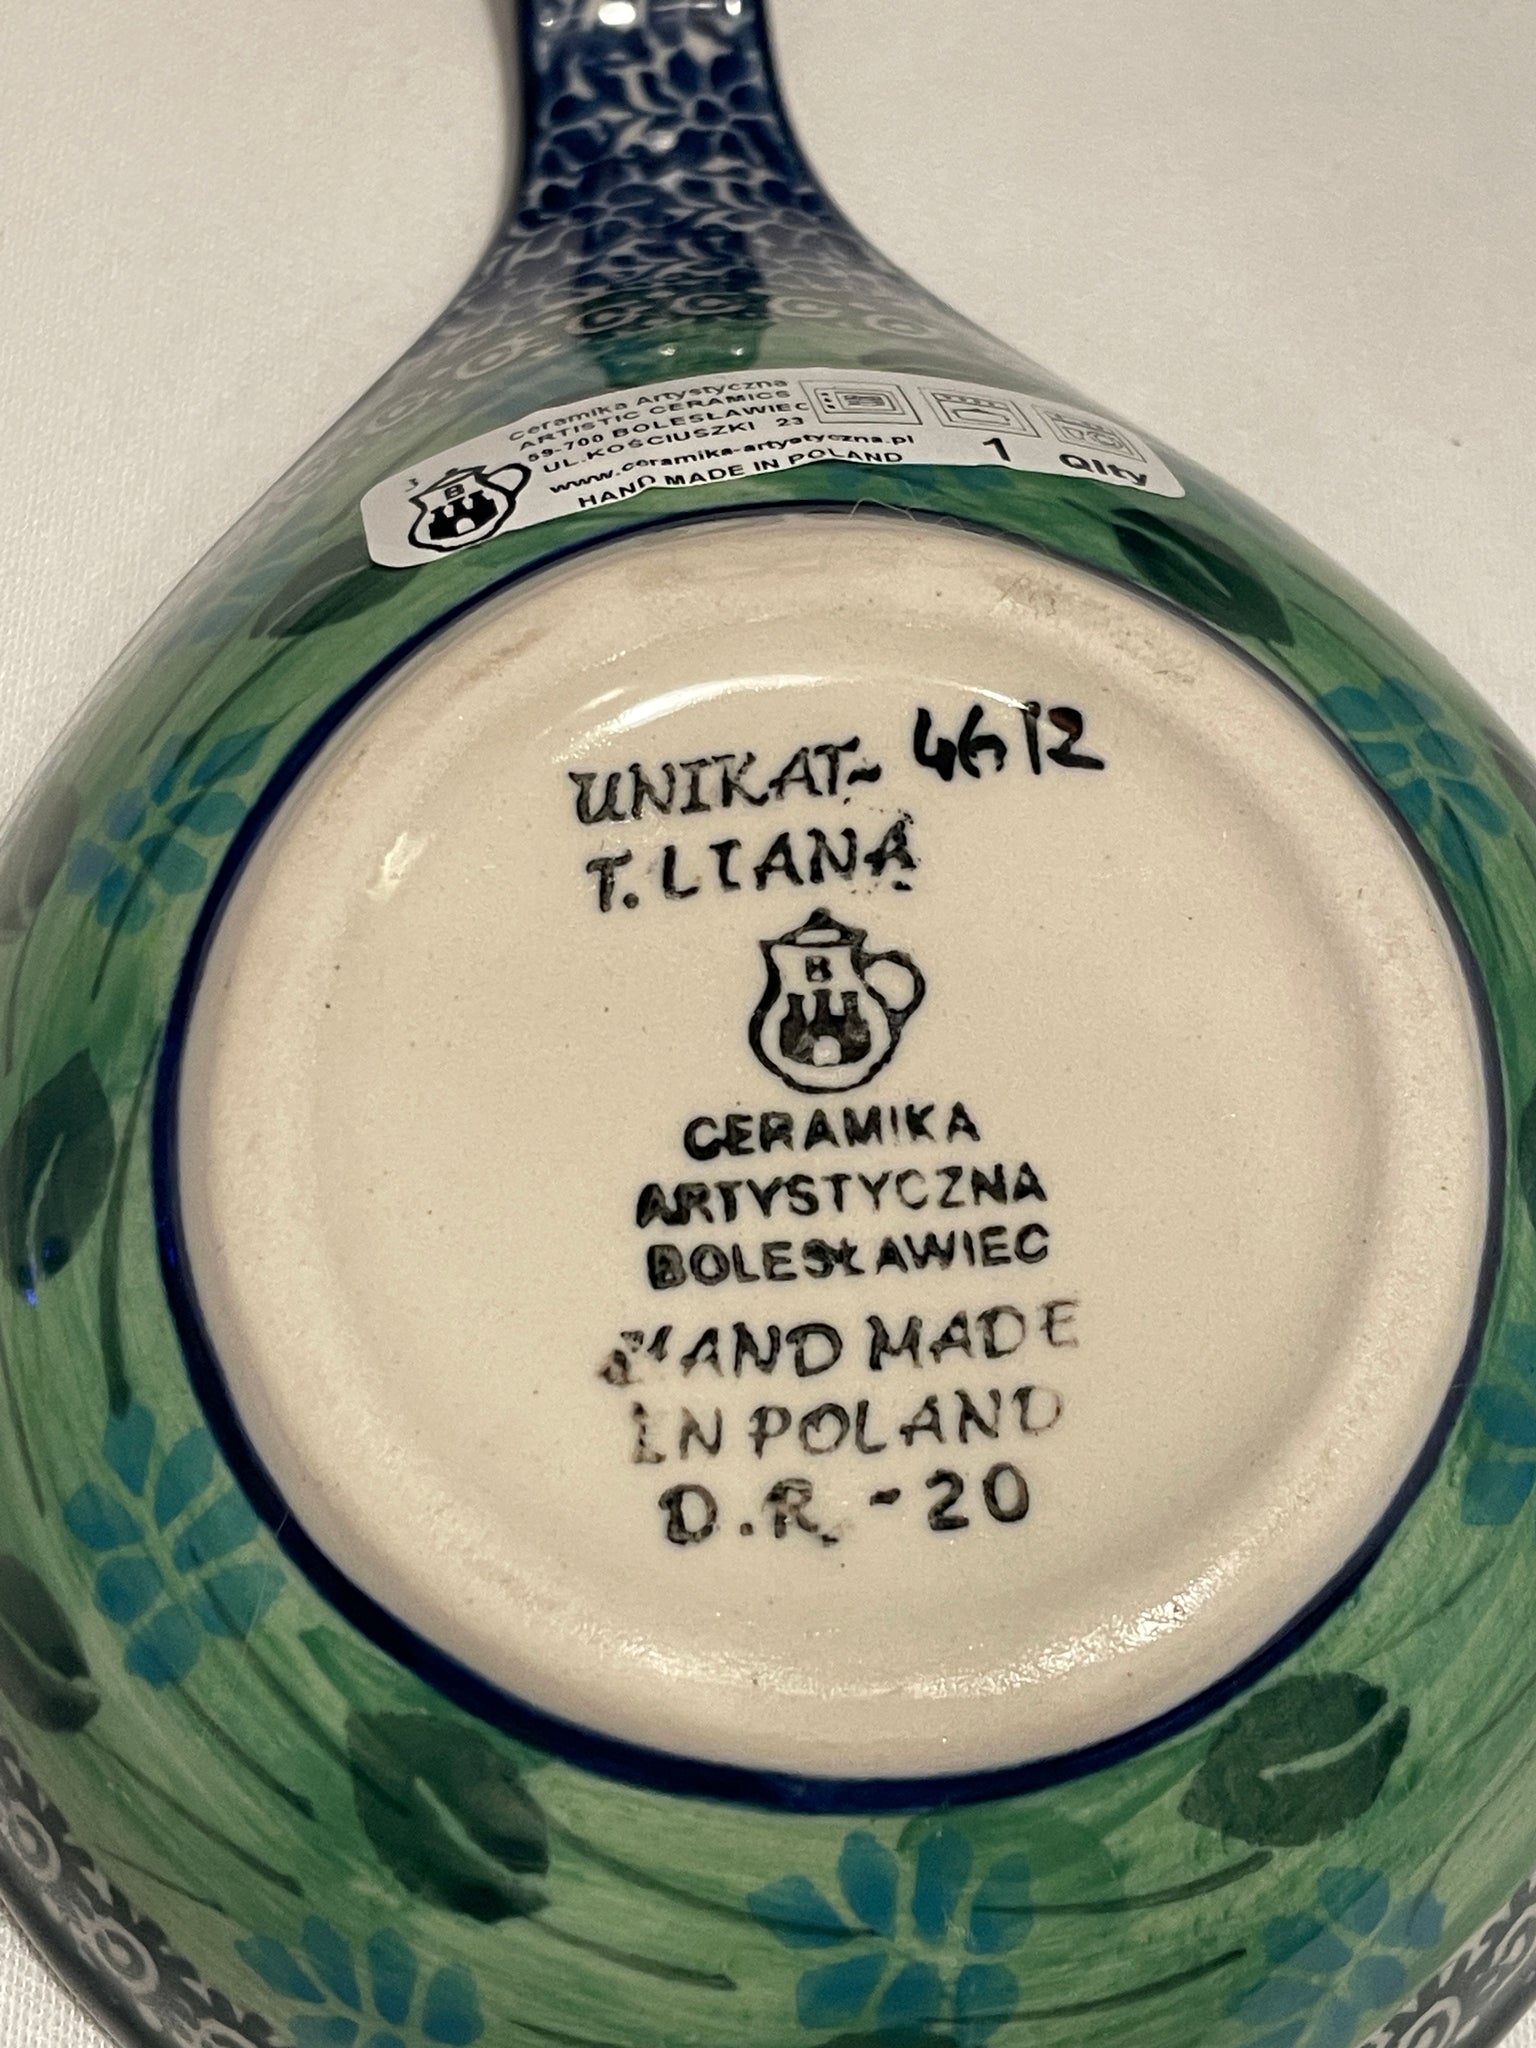 Ceramika Artystyczna
ARTISTIC CERAMICS
59-700 BOLESŁAWIEC
UL.KOŚCIUSZKI 23
www.ceramika-artystyczna.pl
HAND MADE IN POLAND
1 Qlty
3
B
UNIKAT- 4612
T. LIANA
B
CERAMIKA
ARTYSTYCZNA
BOLESŁAWIEC
HAND MADE
IN POLAND
D.R. -20